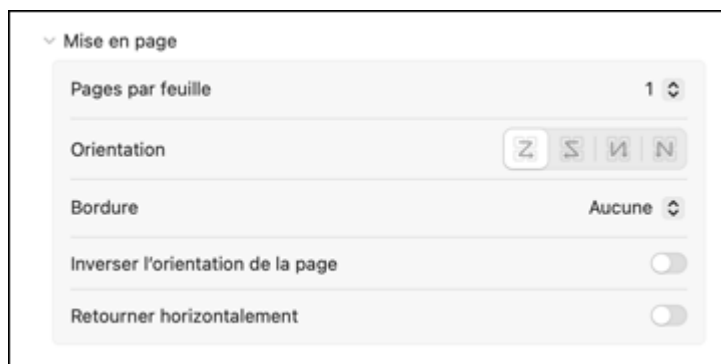 Mise en page
Pages par feuille 1
Orientation
Bordure Aucune
Inverser l'orientation de la page
Retourner horizontalement